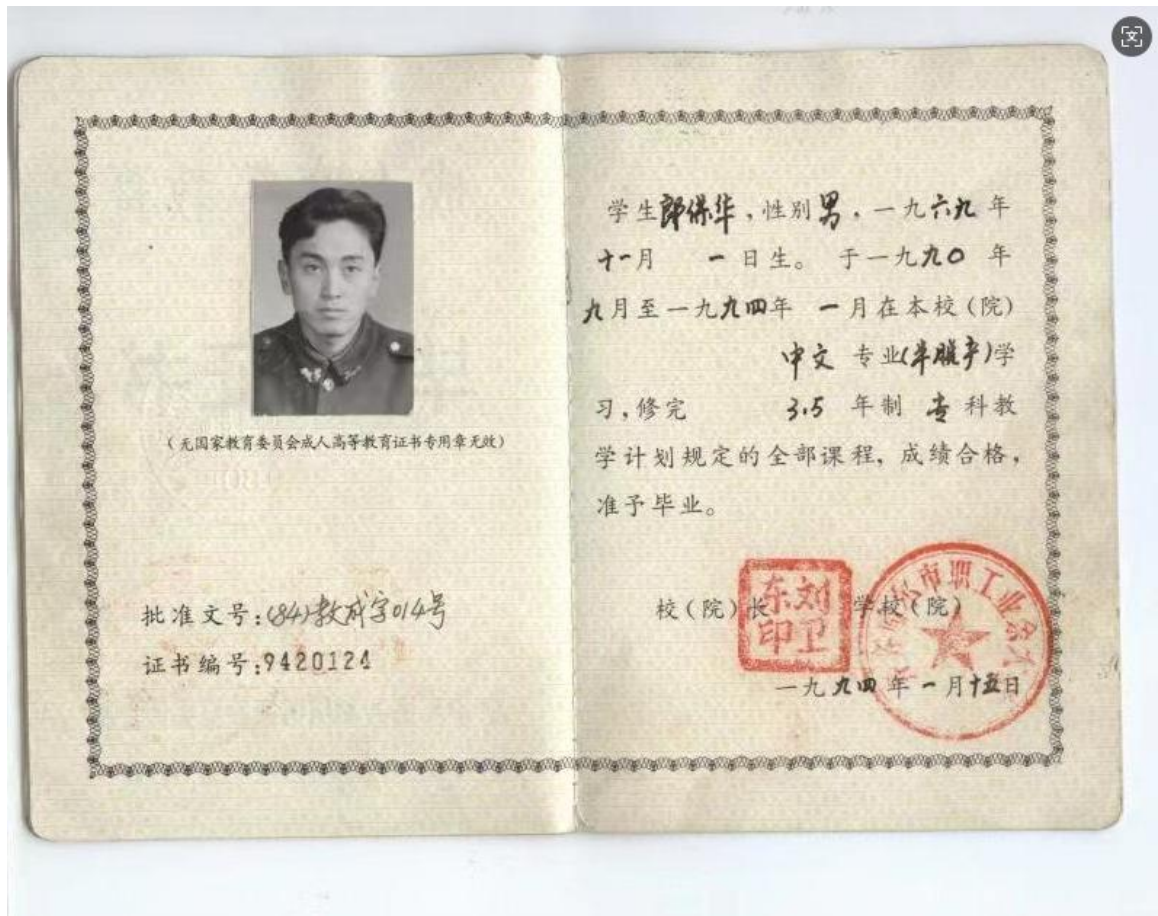 （无国家教育委员会成人高等教育证书专用章无效）
批准文号：(84)教成字014号
证书编号：9420124
学生郎保华，性别男，一九六九年
十一月 一日生。 于一九九〇 年
九月至一九九四年 一月在本校（院）
中文 专业(半脱产)学
习，修完 3.5 年制 专 科教
学计划规定的全部课程，成绩合格，
准予毕业。
校（院）长 学校（院）
刘卫东印
市职工业余大
一九九四年一月十五日